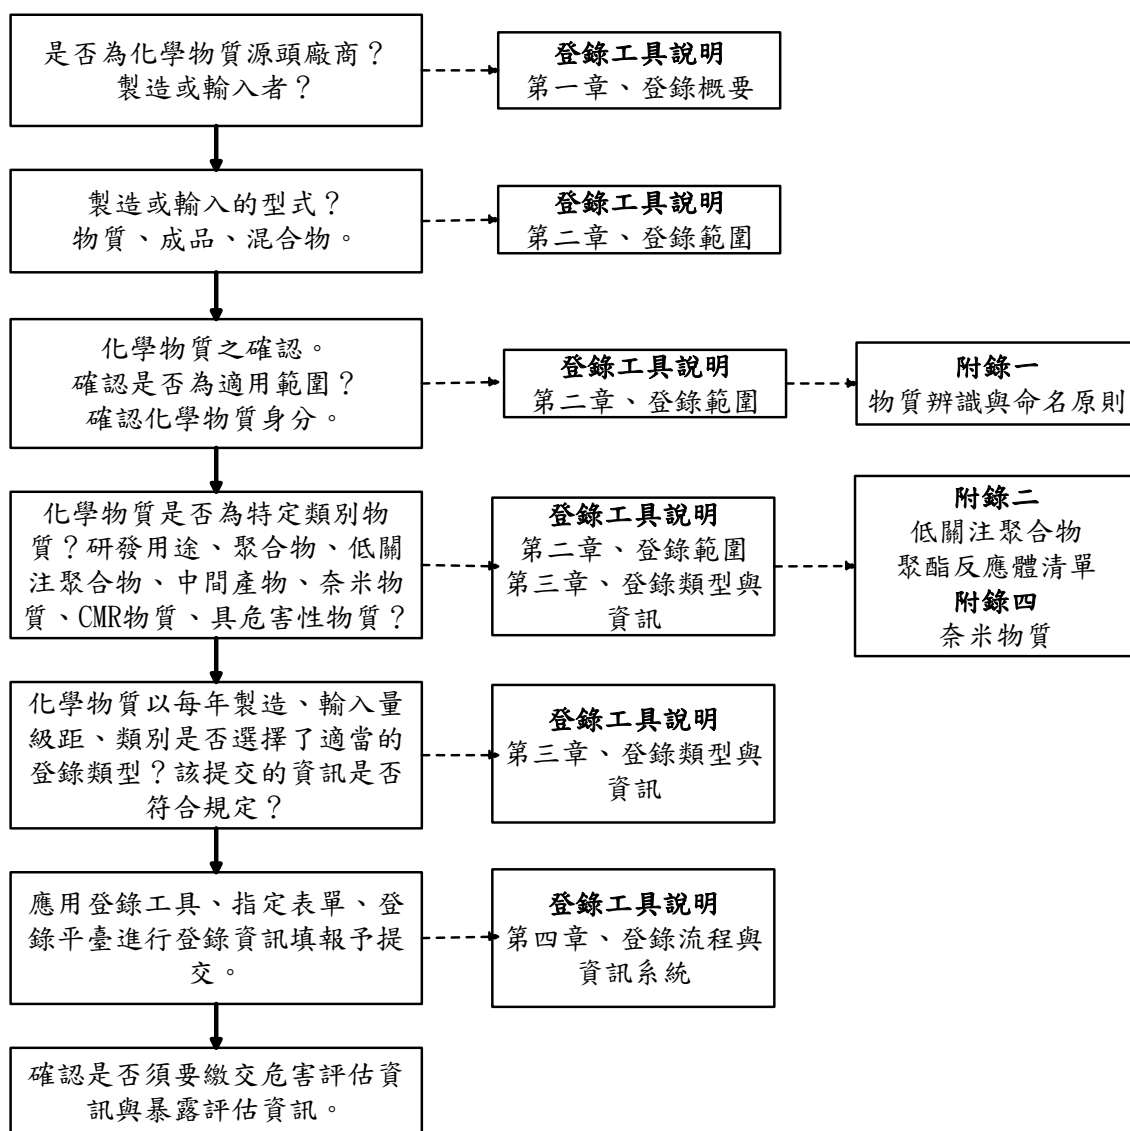 是否為化學物質源頭廠商？
製造或輸入者？
登錄工具說明
第一章、登錄概要
製造或輸入的型式？
物質、成品、混合物。
登錄工具說明
第二章、登錄範圍
化學物質之確認。
確認是否為適用範圍？
確認化學物質身分。
登錄工具說明
第二章、登錄範圍
附錄一
物質辨識與命名原則
化學物質是否為特定類別物
質？研發用途、聚合物、低關
注聚合物、中間產物、奈米物
質、CMR物質、具危害性物質？
登錄工具說明
第二章、登錄範圍
第三章、登錄類型與
資訊
附錄二
低關注聚合物
聚酯反應體清單
附錄四
奈米物質
化學物質以每年製造、輸入量
級距、類別是否選擇了適當的
登錄類型？該提交的資訊是否
符合規定？
登錄工具說明
第三章、登錄類型與
資訊
應用登錄工具、指定表單、登
錄平臺進行登錄資訊填報予提
交。
登錄工具說明
第四章、登錄流程與
資訊系統
確認是否須要繳交危害評估資
訊與暴露評估資訊。